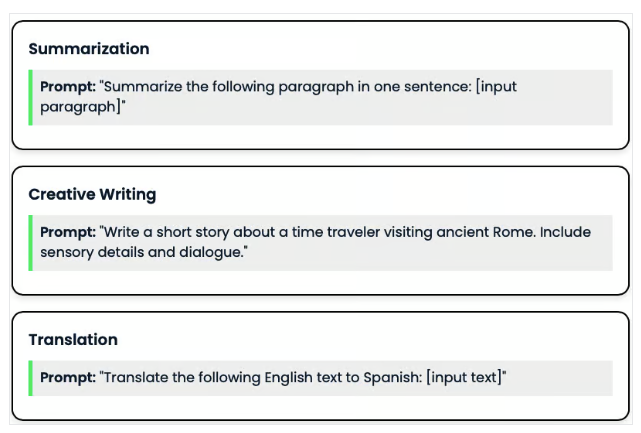 Summarization
Prompt: "Summarize the following paragraph in one sentence: [input
paragraph]"
Creative Writing
Prompt: "Write a short story about a time traveler visiting ancient Rome. Include
sensory details and dialogue."
Translation
Prompt: "Translate the following English text to Spanish: [input text]"